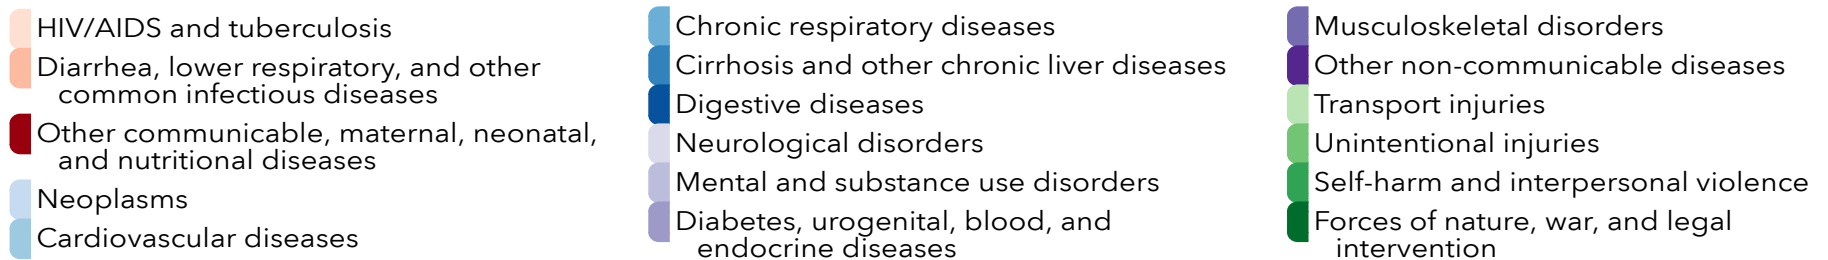 HIV/AIDS and tuberculosis
Diarrhea, lower respiratory, and other
common infectious diseases
Other communicable, maternal, neonatal,
and nutritional diseases
Neoplasms
Cardiovascular diseases
Chronic respiratory diseases
Cirrhosis and other chronic liver diseases
Digestive diseases
Neurological disorders
Mental and substance use disorders
Diabetes, urogenital, blood, and
endocrine diseases
Musculoskeletal disorders
Other non-communicable diseases
Transport injuries
Unintentional injuries
Self-harm and interpersonal violence
Forces of nature, war, and legal
intervention